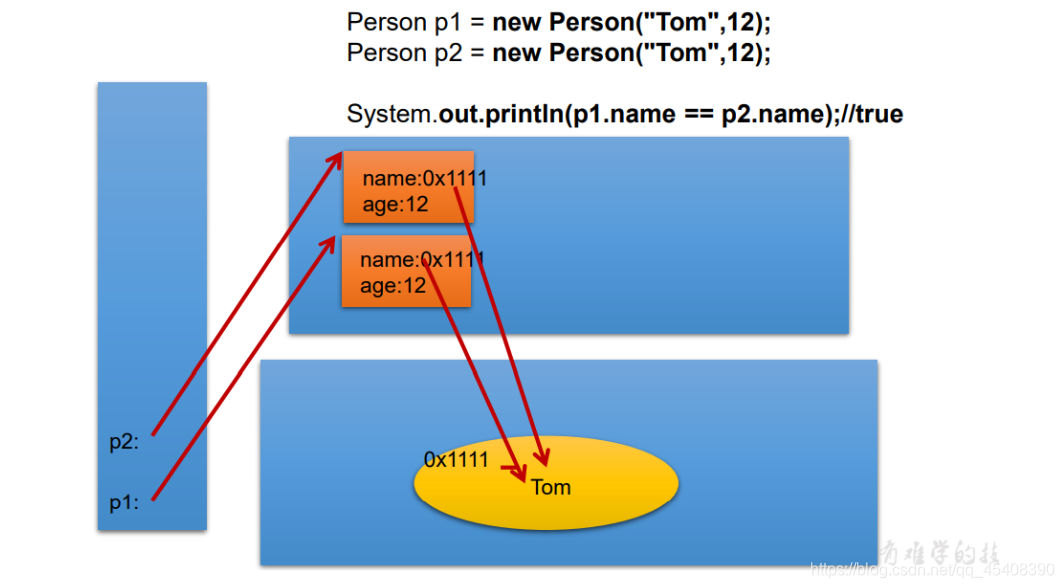 Person p1 = new Person("Tom",12);
Person p2 = new Person("Tom",12);
System.out.println(p1.name == p2.name);//true
name:0x1111
age:12
name:0x1111
age:12
p2:
p1:
0x1111
Tom
有难学的技
https://blog.csdn.net/qq_45408390